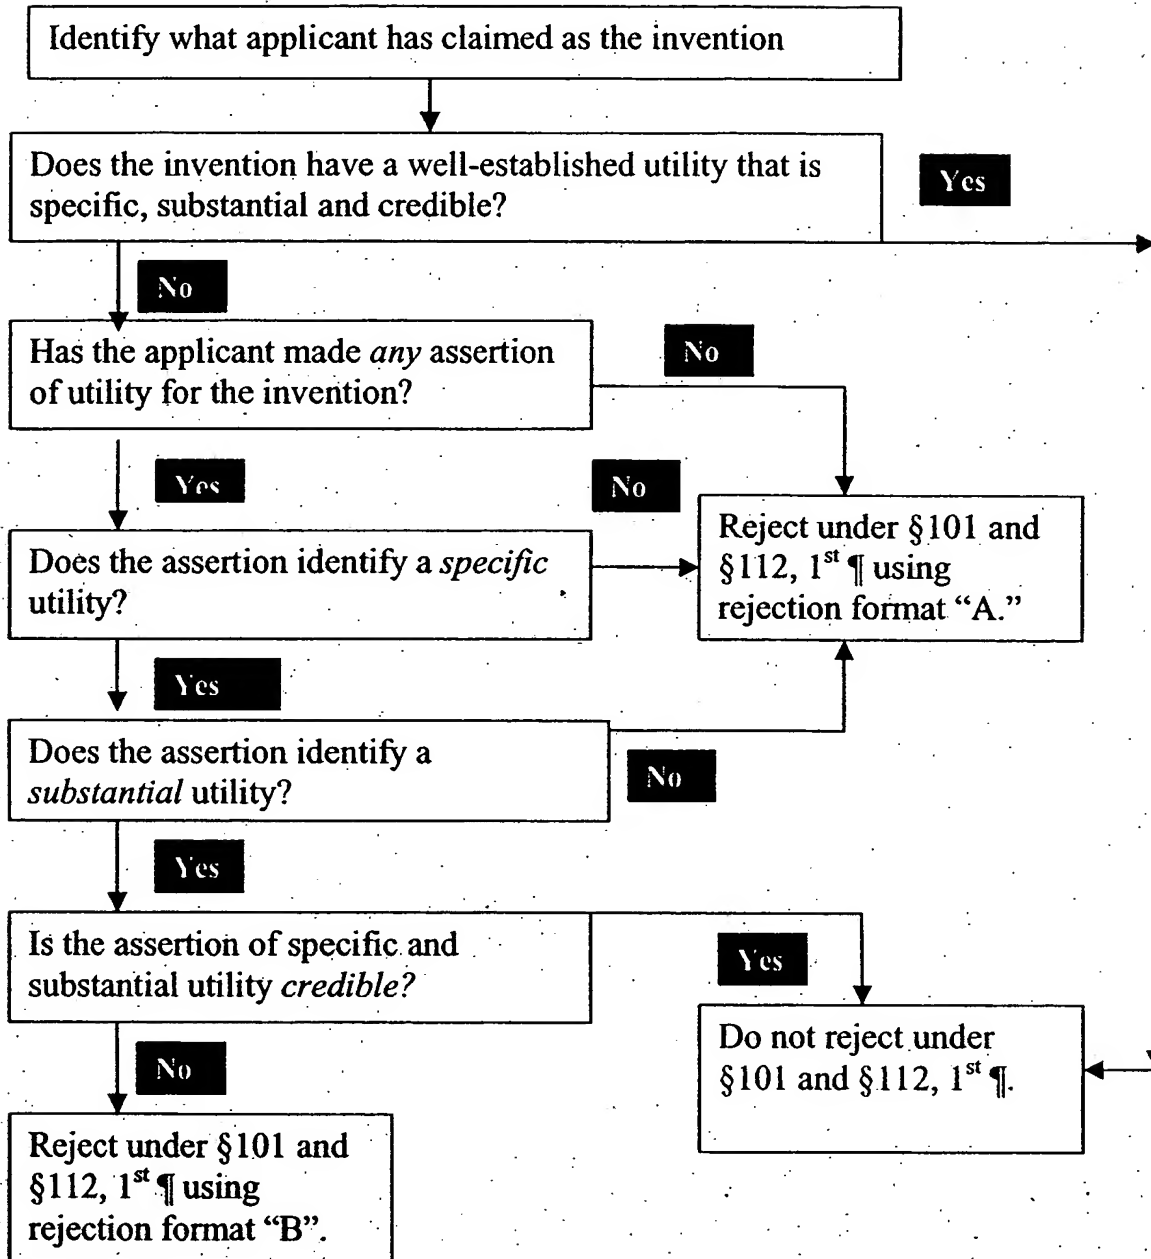 Identify what applicant has claimed as the invention
Does the invention have a well-established utility that is
specific, substantial and credible?
Yes
No
Has the applicant made any assertion
of utility for the invention?
No
Yes
No
Does the assertion identify a specific
utility?
Reject under §101 and
§112, 1st ¶ using
rejection format “A.”
Yes
Does the assertion identify a
substantial utility?
No
Yes
Is the assertion of specific and
substantial utility credible?
Yes
Do not reject under
§101 and §112, 1st ¶.
No
Reject under §101 and
§112, 1st ¶ using
rejection format “B”.